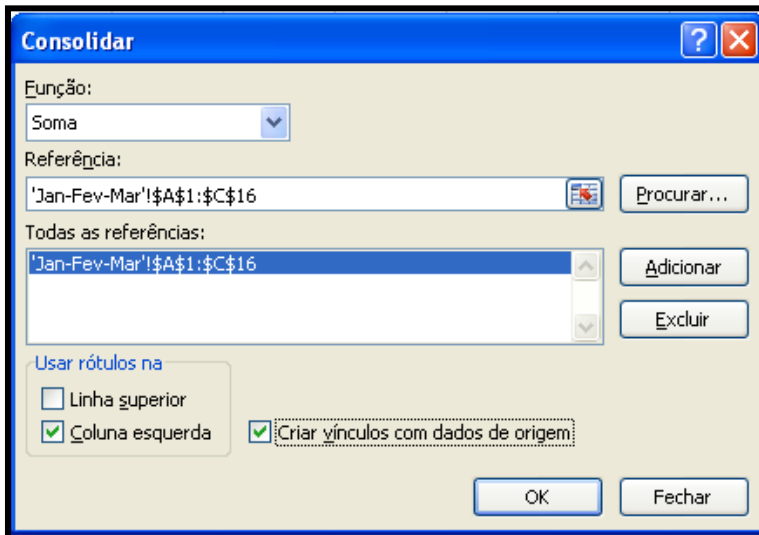 Consolidar
Função:
Soma
Referência:
'Jan-Fev-Mar'!$A$1:$C$16
Procurar...
Todas as referências:
'Jan-Fev-Mar'!$A$1:$C$16
Adicionar
Excluir
Usar rótulos na
Linha superior
Coluna esquerda
Criar vínculos com dados de origem
OK
Fechar